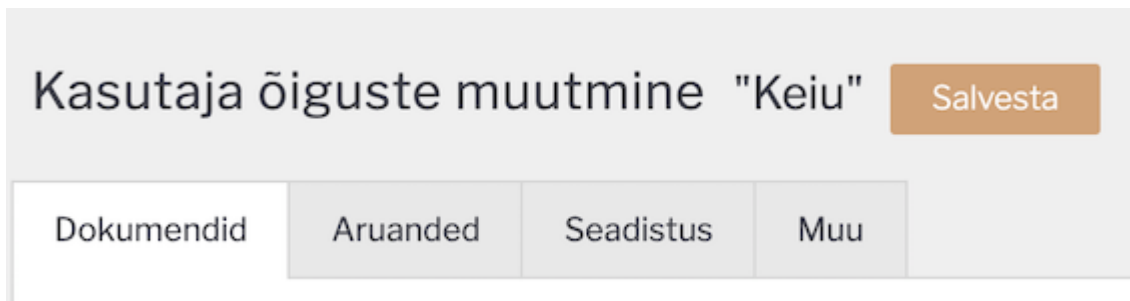 Kasutaja õiguste muutmine "Keiu" Salvesta
Dokumendid Aruanded Seadistus Muu